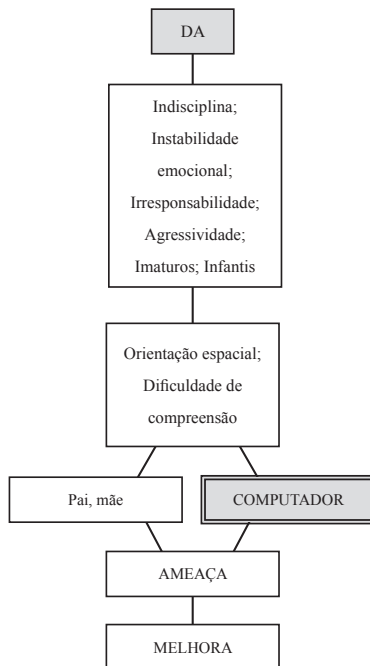 DA
Indisciplina;
Instabilidade
emocional;
Irresponsabilidade;
Agressividade;
Imaturos; Infantis
Orientação espacial;
Dificuldade de
compreensão
Pai, mãe
COMPUTADOR
AMEAÇA
MELHORA